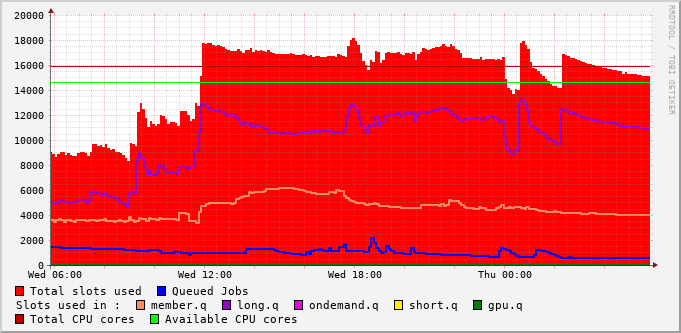 RRDTOOL / TOBI OETIKER
20000
18000
16000
14000
12000
10000
8000
6000
4000
2000
0
Wed 06:00 Wed 12:00 Wed 18:00 Thu 00:00
Total slots used Queued Jobs
Slots used in : member.q long.q ondemand.q short.q gpu.q
Total CPU cores Available CPU cores